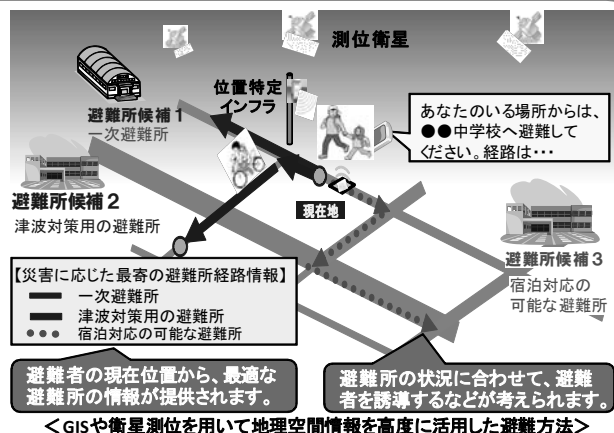 測位衛星
位置特定
インフラ
避難所候補1
一次避難所
あなたのいる場所からは、
●●中学校へ避難して
ください。経路は・・・
避難所候補2
津波対策用の避難所
現在地
避難所候補3
宿泊対応の
可能な避難所
【災害に応じた最寄の避難所経路情報】
一次避難所
津波対策用の避難所
宿泊対応の可能な避難所
避難者の現在位置から、最適な
避難所の情報が提供されます。
避難所の状況に合わせて、避難
者を誘導するなどが考えられます。
＜GISや衛星測位を用いて地理空間情報を高度に活用した避難方法＞